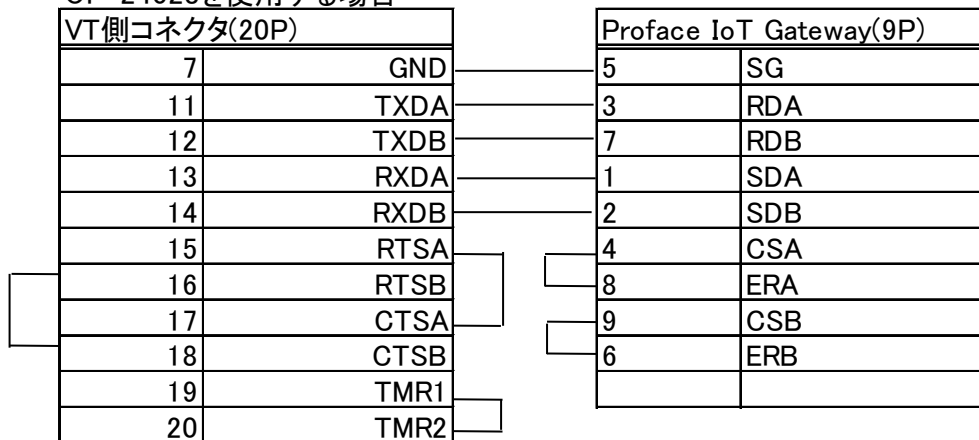 VT側コネクタ(20P) Proface IoT Gateway(9P)
7 GND 5 SG
11 TXDA 3 RDA
12 TXDB 7 RDB
13 RXDA 1 SDA
14 RXDB 2 SDB
15 RTSA 4 CSA
16 RTSB 8 ERA
17 CTSA 9 CSB
18 CTSB 6 ERB
19 TMR1
20 TMR2